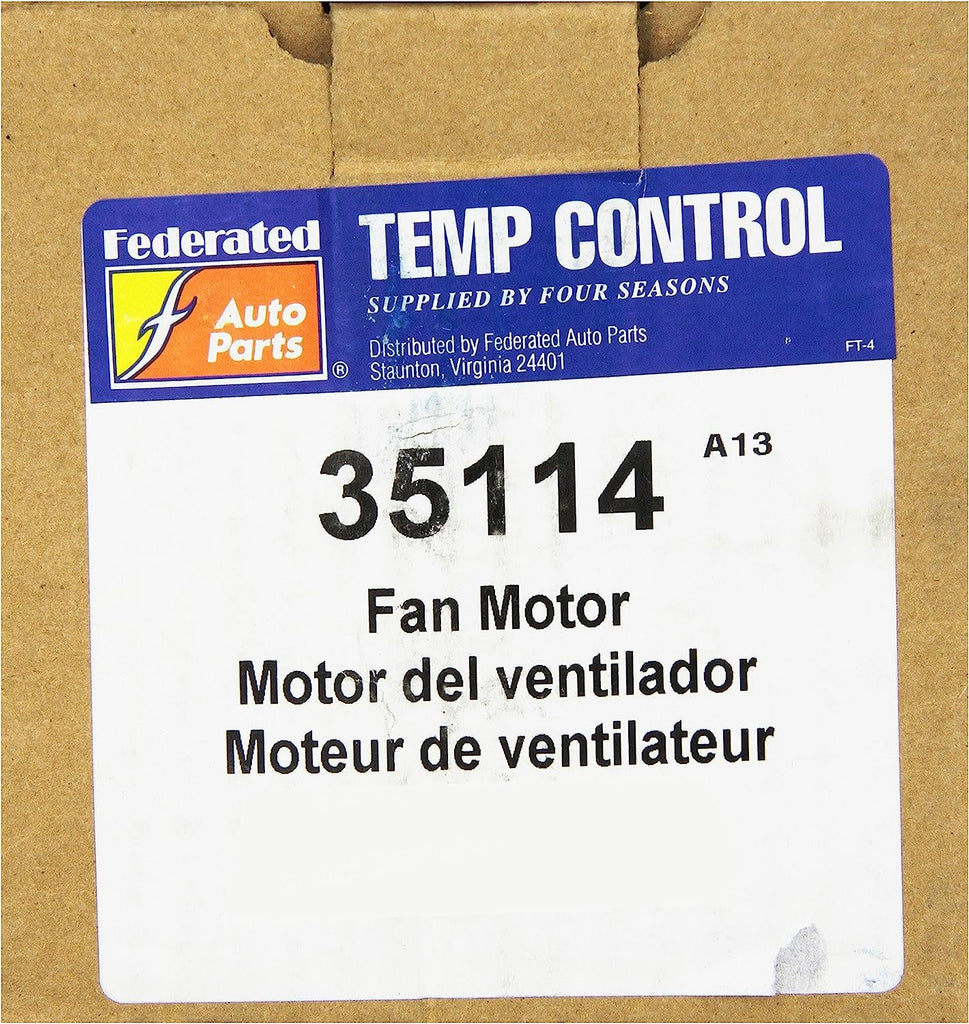 Federated
Auto
Parts
®
TEMP CONTROL
SUPPLIED BY FOUR SEASONS
Distributed by Federated Auto Parts
Staunton, Virginia 24401
FT-4
35114
A13
Fan Motor
Motor del ventilador
Moteur de ventilateur